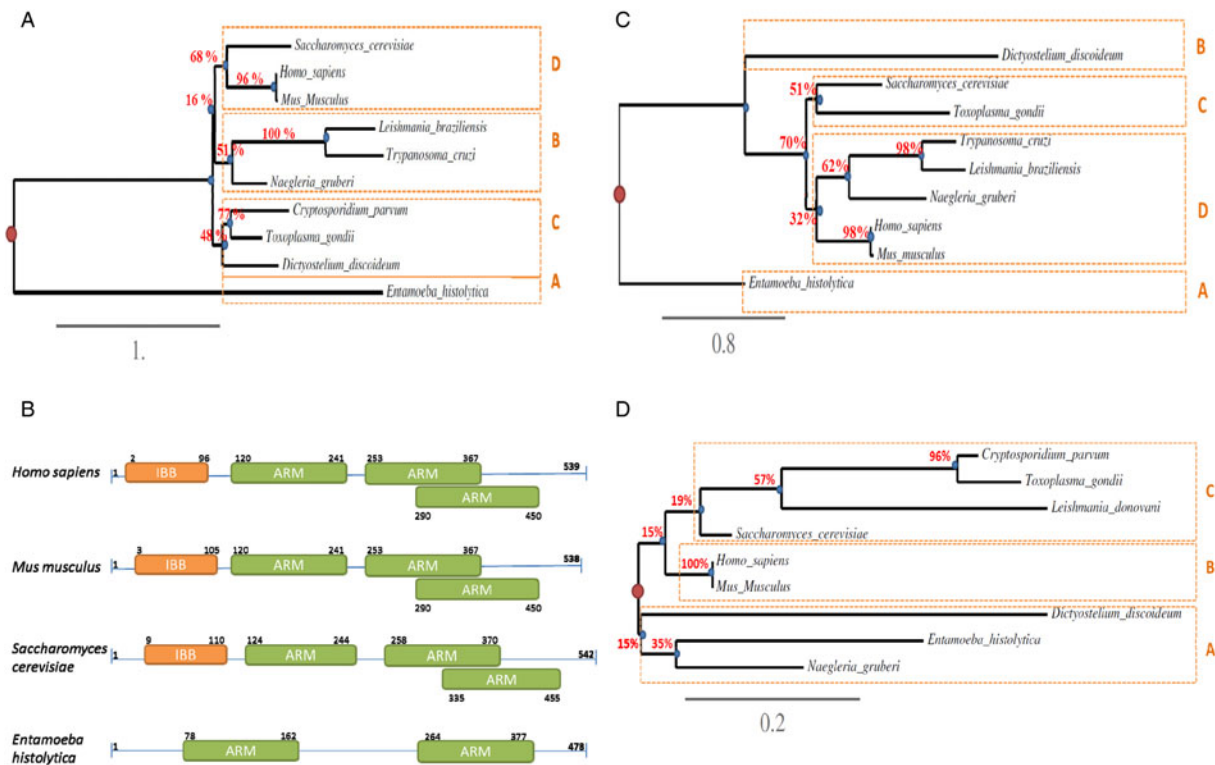 A
68 %
Saccharomyces_cerevisiae
D
96 %
Homo_sapiens
Mus_Musculus
16 %
100 %
Leishmania_braziliensis
B
51 %
Trypanosoma_cruzi
Naegleria_gruberi
77 %
Cryptosporidium_parvum
C
48 %
Toxoplasma_gondii
Dictyostelium_discoideum
A
Entamoeba_histolytica
1.
B
Homo sapiens
1
2
96
IBB
120
241
ARM
253
367
ARM
539
ARM
290
450
Mus musculus
1
3
105
IBB
120
241
ARM
253
367
ARM
538
ARM
290
450
Saccharomyces
cerevisiae
1
9
110
IBB
124
244
ARM
258
370
ARM
542
ARM
335
455
Entamoeba
histolytica
1
78
162
ARM
264
377
ARM
478
C
B
Dictyostelium_discoideum
51%
Saccharomyces_cerevisiae
C
Toxoplasma_gondii
70%
98%
Trypanosoma_cruzi
62%
Leishmania_braziliensis
D
Naegleria_gruberi
32%
98%
Homo_sapiens
Mus_musculus
Entamoeba_histolytica
A
0.8
D
96%
Cryptosporidium_parvum
57%
Toxoplasma_gondii
C
19%
Leishmania_donovani
15%
Saccharomyces_cerevisiae
100%
Homo_sapiens
B
Mus_Musculus
Dictyostelium_discoideum
15%
35%
Entamoeba_histolytica
A
Naegleria_gruberi
0.2